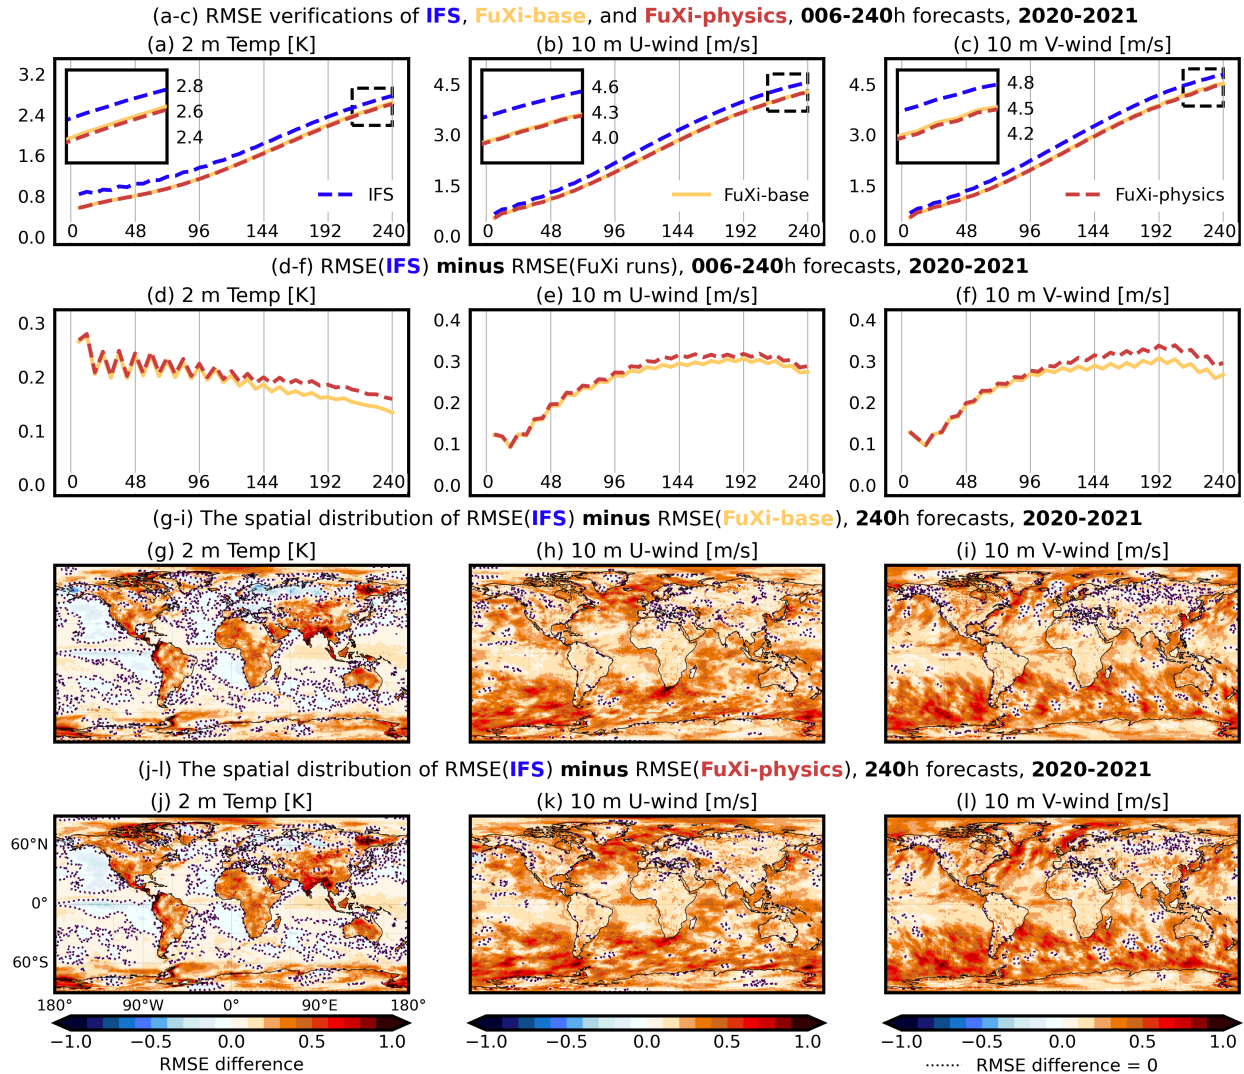 (a-c) RMSE verifications of IFS, FuXi-base, and FuXi-physics, 006-240h forecasts, 2020-2021
(a) 2 m Temp [K]
(b) 10 m U-wind [m/s]
(c) 10 m V-wind [m/s]
3.2
2.4
1.6
0.8
0.0
2.8
2.6
2.4
IFS
0 48 96 144 192 240
4.5
3.0
1.5
0.0
4.6
4.3
4.0
FuXi-base
0 48 96 144 192 240
4.5
3.0
1.5
0.0
4.8
4.5
4.2
FuXi-physics
0 48 96 144 192 240
(d-f) RMSE(IFS) minus RMSE(FuXi runs), 006-240h forecasts, 2020-2021
(d) 2 m Temp [K]
(e) 10 m U-wind [m/s]
(f) 10 m V-wind [m/s]
0.3
0.2
0.1
0.0
0 48 96 144 192 240
0.4
0.3
0.2
0.1
0.0
0 48 96 144 192 240
0.4
0.3
0.2
0.1
0.0
0 48 96 144 192 240
(g-i) The spatial distribution of RMSE(IFS) minus RMSE(FuXi-base), 240h forecasts, 2020-2021
(g) 2 m Temp [K]
(h) 10 m U-wind [m/s]
(i) 10 m V-wind [m/s]
(j-l) The spatial distribution of RMSE(IFS) minus RMSE(FuXi-physics), 240h forecasts, 2020-2021
(j) 2 m Temp [K]
(k) 10 m U-wind [m/s]
(l) 10 m V-wind [m/s]
60°N
0°
60°S
180° 90°W 0° 90°E 180°
−1.0 −0.5 0.0 0.5 1.0
−1.0 −0.5 0.0 0.5 1.0
−1.0 −0.5 0.0 0.5 1.0
RMSE difference
RMSE difference = 0